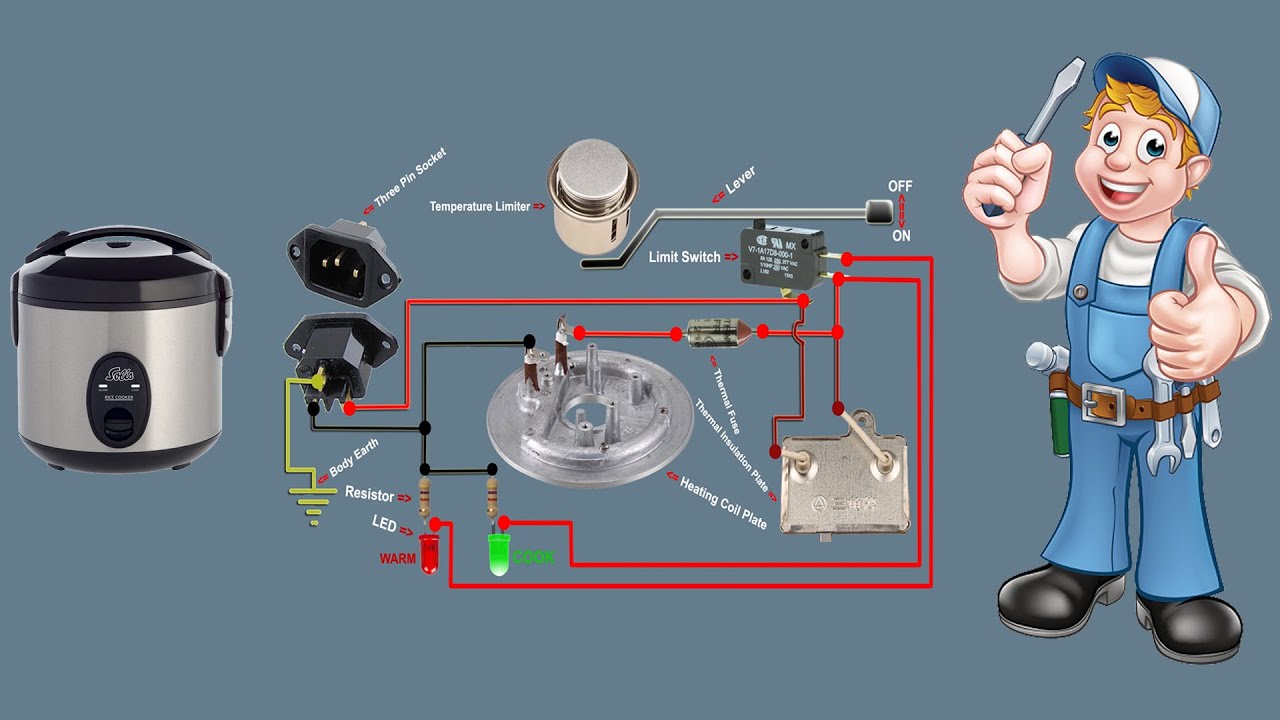 Solis
RICE COOKER
Three Pin Socket
Temperature Limiter =>
Lever
OFF
ON
Limit Switch =>
MX
V7-1A17D8-000-1
Thermal Fuse
Thermal Insulation Plate =>
Heating Coil Plate
Body Earth
Resistor =>
LED =>
WARM
COOK